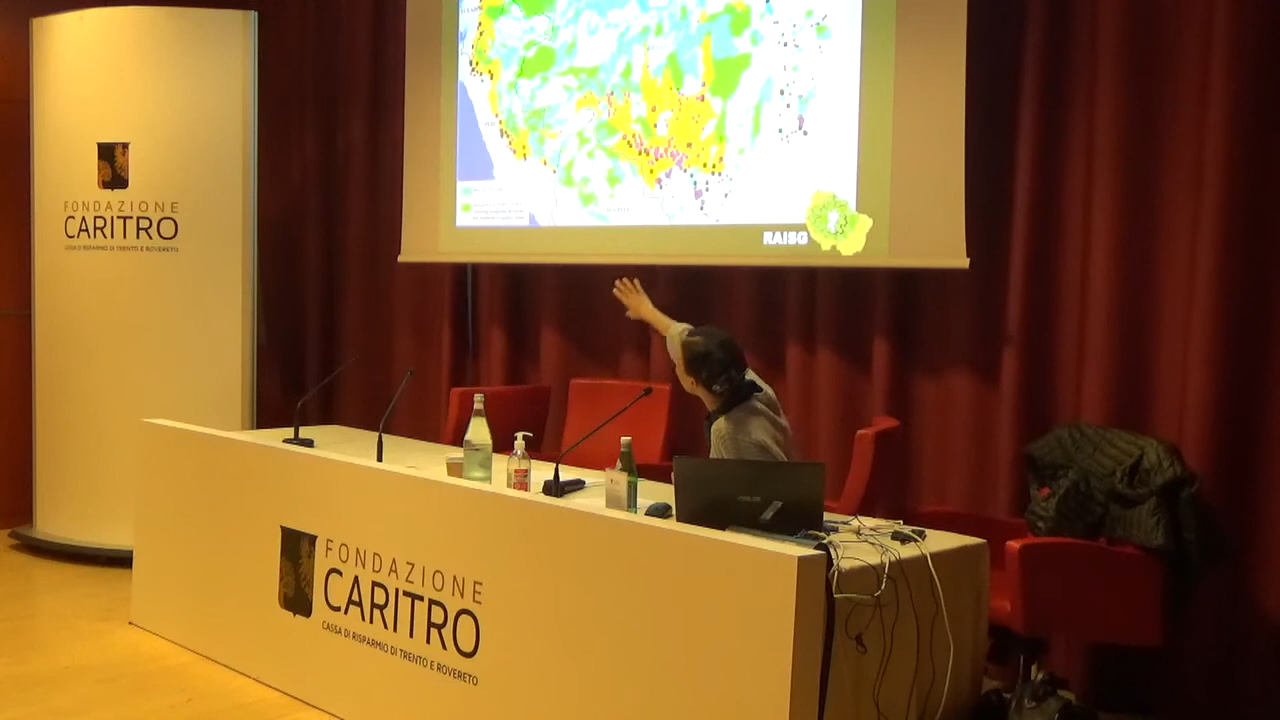 FONDAZIONE
CARITRO
CASSA DI RISPARMIO DI TRENTO E ROVERETO
RAISG
FONDAZIONE
CARITRO
CASSA DI RISPARMIO DI TRENTO E ROVERETO